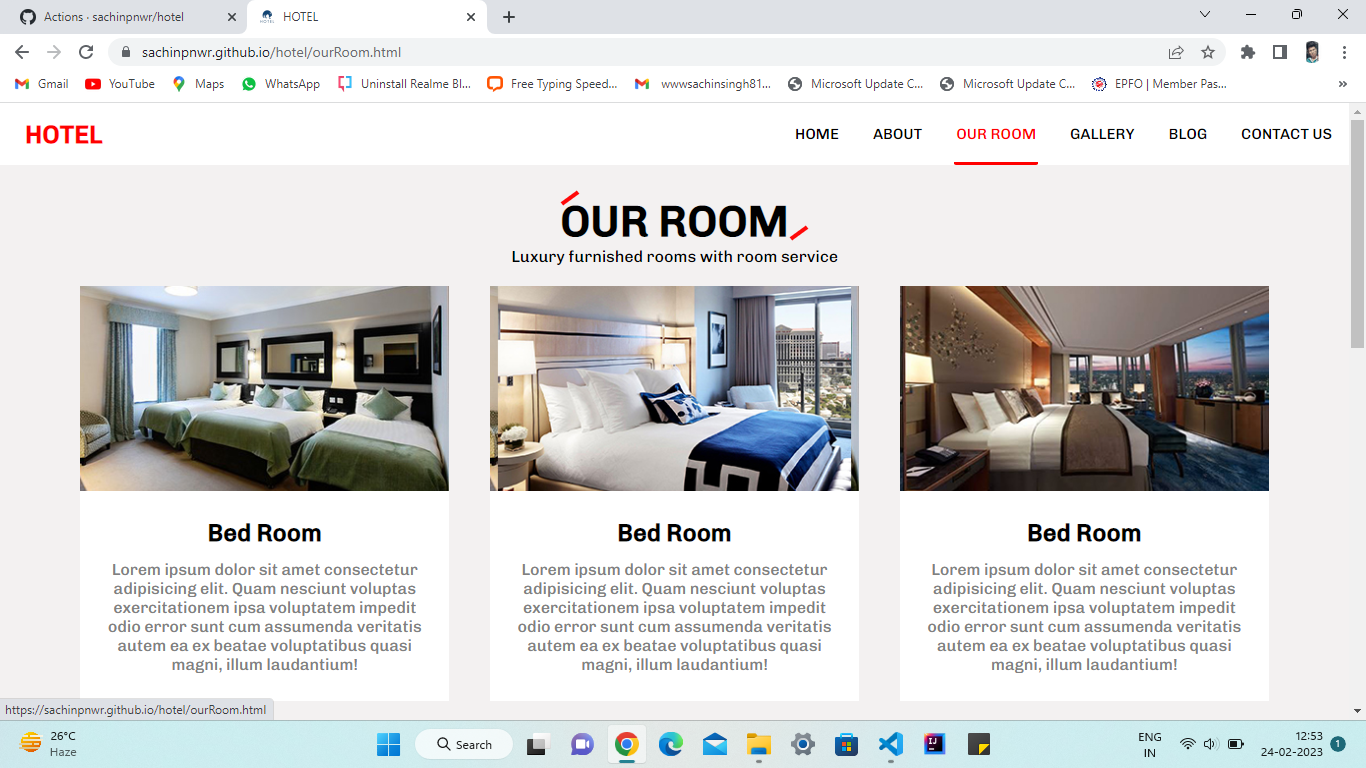 Actions · sachinpnwr/hotel
HOTEL
sachinpnwr.github.io/hotel/ourRoom.html
Gmail
YouTube
Maps
WhatsApp
Uninstall Realme Bl...
Free Typing Speed...
wwwsachinsingh81...
Microsoft Update C...
Microsoft Update C...
EPFO | Member Pas...
»
HOTEL
HOME
ABOUT
OUR ROOM
GALLERY
BLOG
CONTACT US
OUR ROOM
Luxury furnished rooms with room service
Bed Room
Lorem ipsum dolor sit amet consectetur
adipisicing elit. Quam nesciunt voluptas
exercitationem ipsa voluptatem impedit
odio error sunt cum assumenda veritatis
autem ea ex beatae voluptatibus quasi
magni, illum laudantium!
Bed Room
Lorem ipsum dolor sit amet consectetur
adipisicing elit. Quam nesciunt voluptas
exercitationem ipsa voluptatem impedit
odio error sunt cum assumenda veritatis
autem ea ex beatae voluptatibus quasi
magni, illum laudantium!
Bed Room
Lorem ipsum dolor sit amet consectetur
adipisicing elit. Quam nesciunt voluptas
exercitationem ipsa voluptatem impedit
odio error sunt cum assumenda veritatis
autem ea ex beatae voluptatibus quasi
magni, illum laudantium!
https://sachinpnwr.github.io/hotel/ourRoom.html
26°C
Haze
Search
ENG
IN
12:53
24-02-2023
1